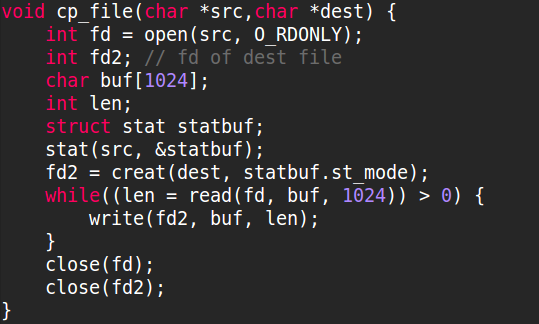 void cp_file(char *src,char *dest) {
    int fd = open(src, O_RDONLY);
    int fd2; // fd of dest file
    char buf[1024];
    int len;
    struct stat statbuf;
    stat(src, &statbuf);
    fd2 = creat(dest, statbuf.st_mode);
    while((len = read(fd, buf, 1024)) > 0) {
        write(fd2, buf, len);
    }
    close(fd);
    close(fd2);
}